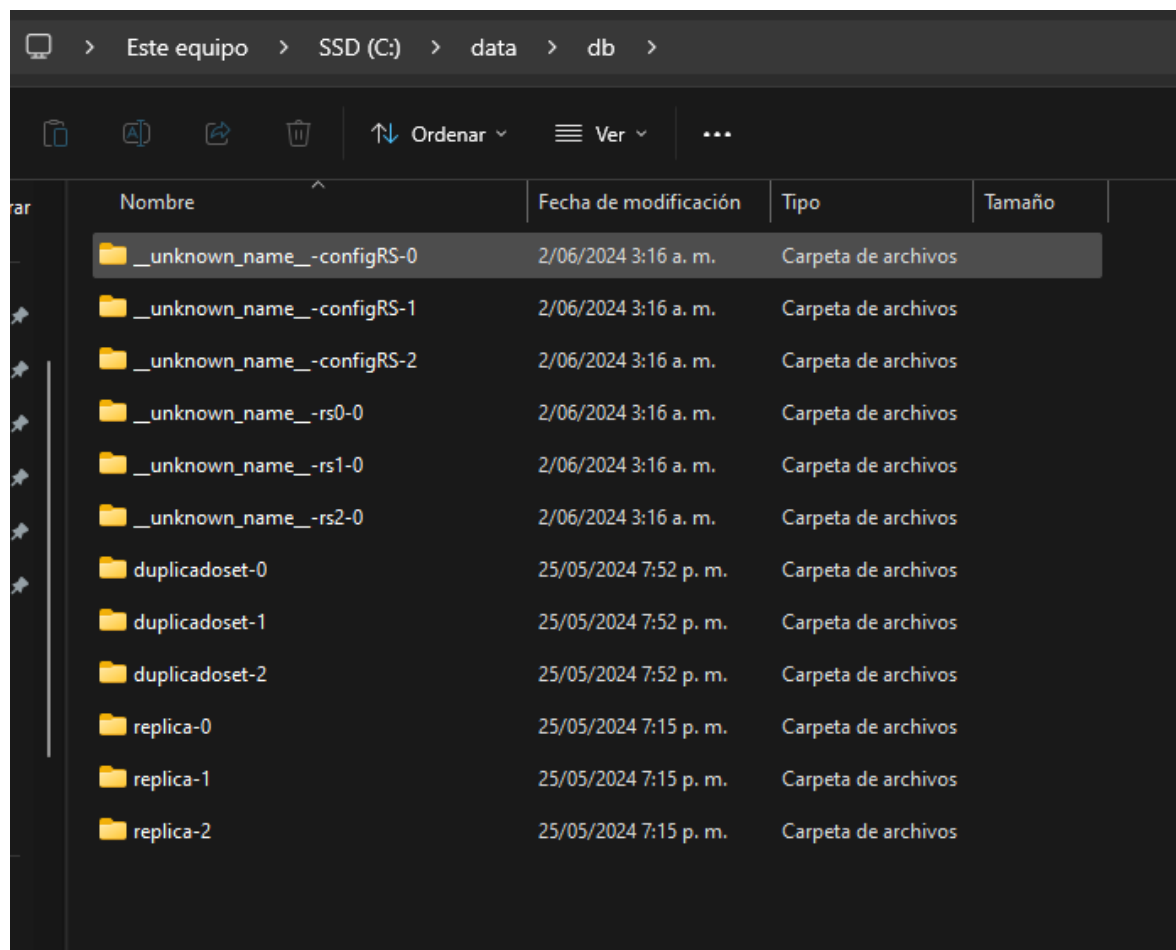 Este equipo > SSD (C:) > data > db >
Ordenar Ver ...
rar
Nombre Fecha de modificación Tipo Tamaño
__unknown_name__-configRS-0 2/06/2024 3:16 a. m. Carpeta de archivos
__unknown_name__-configRS-1 2/06/2024 3:16 a. m. Carpeta de archivos
__unknown_name__-configRS-2 2/06/2024 3:16 a. m. Carpeta de archivos
__unknown_name__-rs0-0 2/06/2024 3:16 a. m. Carpeta de archivos
__unknown_name__-rs1-0 2/06/2024 3:16 a. m. Carpeta de archivos
__unknown_name__-rs2-0 2/06/2024 3:16 a. m. Carpeta de archivos
duplicadoset-0 25/05/2024 7:52 p. m. Carpeta de archivos
duplicadoset-1 25/05/2024 7:52 p. m. Carpeta de archivos
duplicadoset-2 25/05/2024 7:52 p. m. Carpeta de archivos
replica-0 25/05/2024 7:15 p. m. Carpeta de archivos
replica-1 25/05/2024 7:15 p. m. Carpeta de archivos
replica-2 25/05/2024 7:15 p. m. Carpeta de archivos